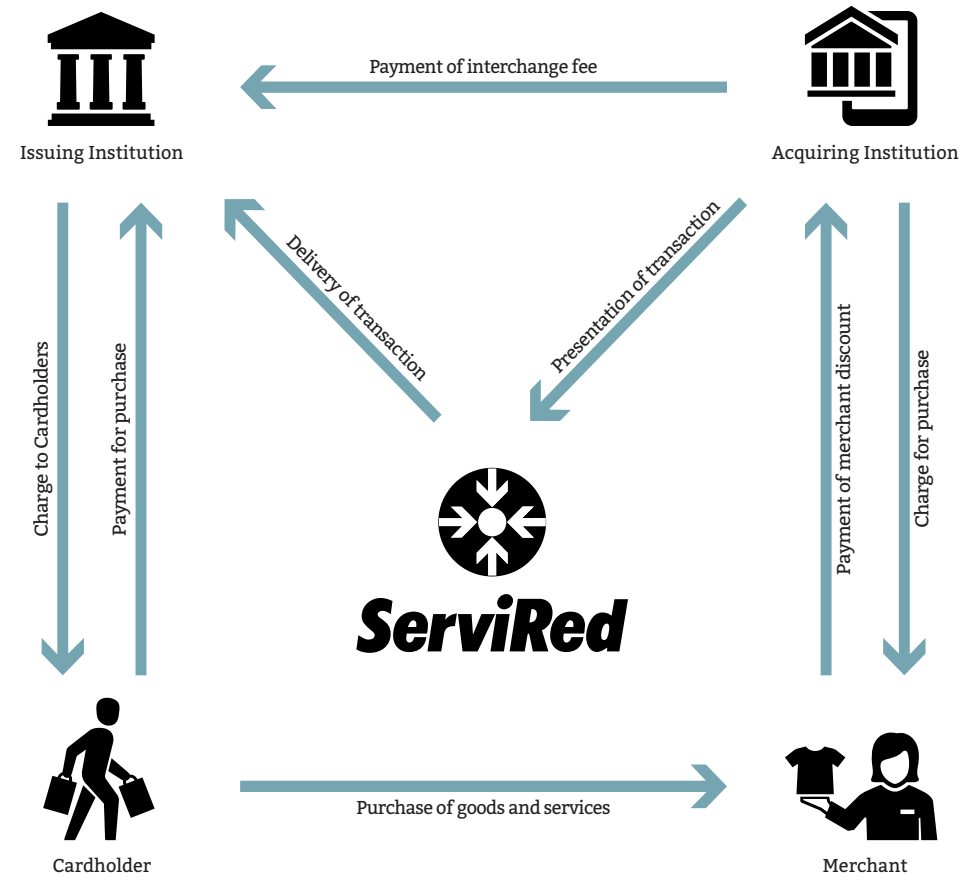 Payment of interchange fee
Issuing Institution
Acquiring Institution
Delivery of transaction
Presentation of transaction
Charge to Cardholders
Payment for purchase
Payment of merchant discount
Charge for purchase
ServiRed
Purchase of goods and services
Cardholder
Merchant